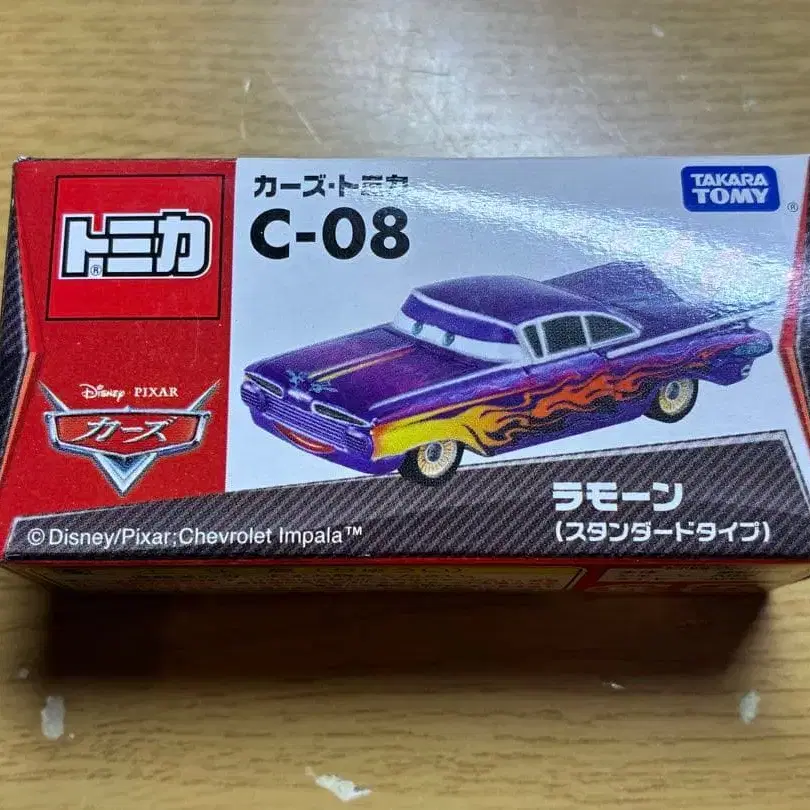 カーズ・トミカ
C-08
TAKARA
TOMY
®
トミカ
®
Disney · PIXAR
カーズ
ラモーン
(スタンダードタイプ)
©Disney/Pixar;Chevrolet Impala™